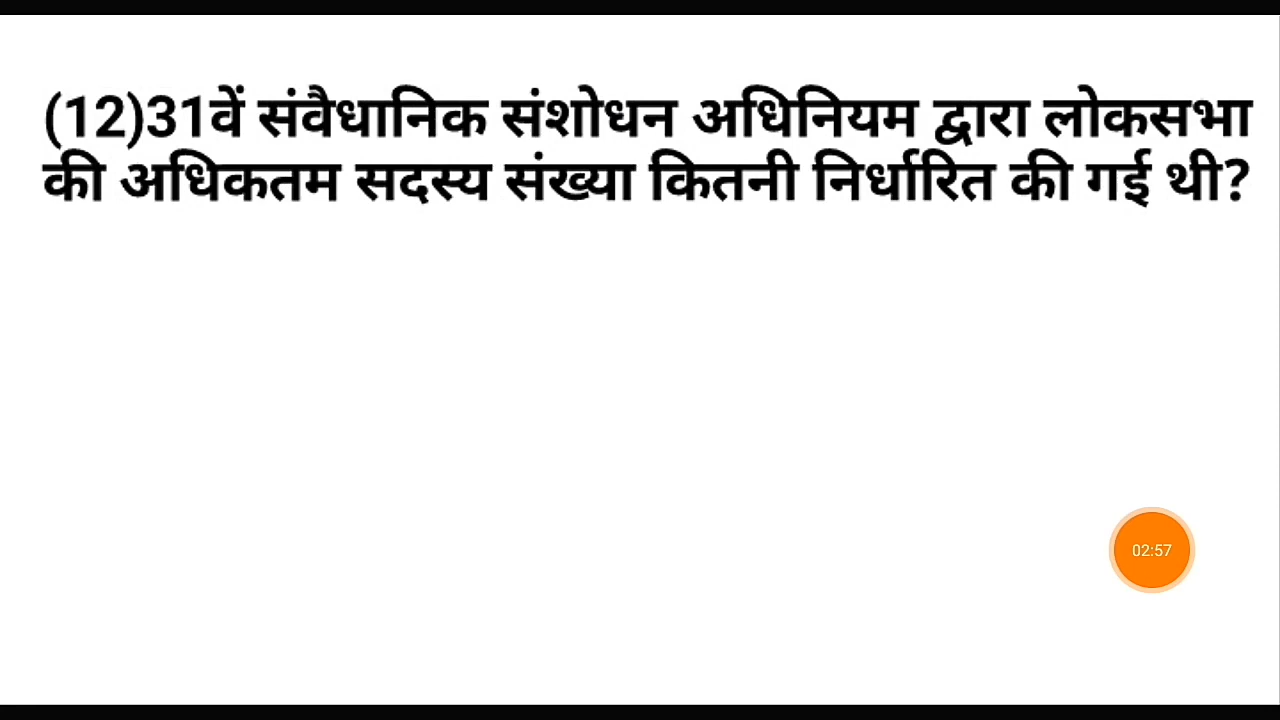 (12)31वें संवैधानिक संशोधन अधिनियम द्वारा लोकसभा
की अधिकतम सदस्य संख्या कितनी निर्धारित की गई थी?
02:57